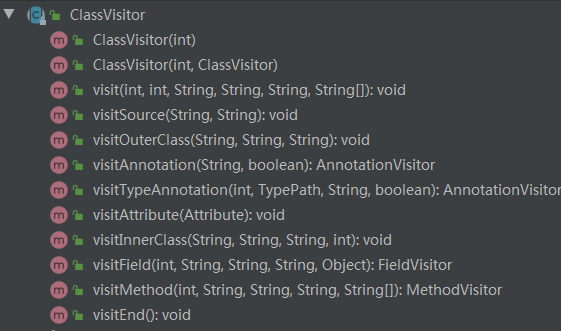 ClassVisitor
ClassVisitor(int)
ClassVisitor(int, ClassVisitor)
visit(int, int, String, String, String, String[]): void
visitSource(String, String): void
visitOuterClass(String, String, String): void
visitAnnotation(String, boolean): AnnotationVisitor
visitTypeAnnotation(int, TypePath, String, boolean): AnnotationVisitor
visitAttribute(Attribute): void
visitInnerClass(String, String, String, int): void
visitField(int, String, String, String, Object): FieldVisitor
visitMethod(int, String, String, String, String[]): MethodVisitor
visitEnd(): void